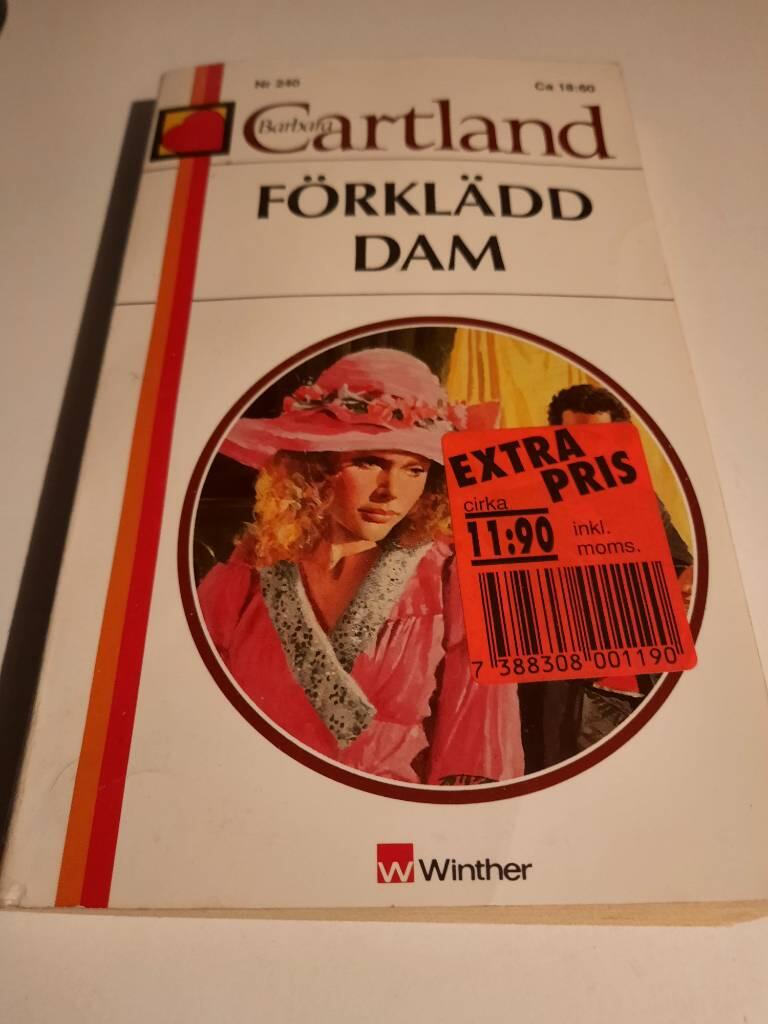 Nr 240
Ca 18:60
Barbara Cartland
FÖRKLÄDD
DAM
EXTRA
PRIS
cirka
11:90 inkl.
moms.
7 388308 001190
W Winther